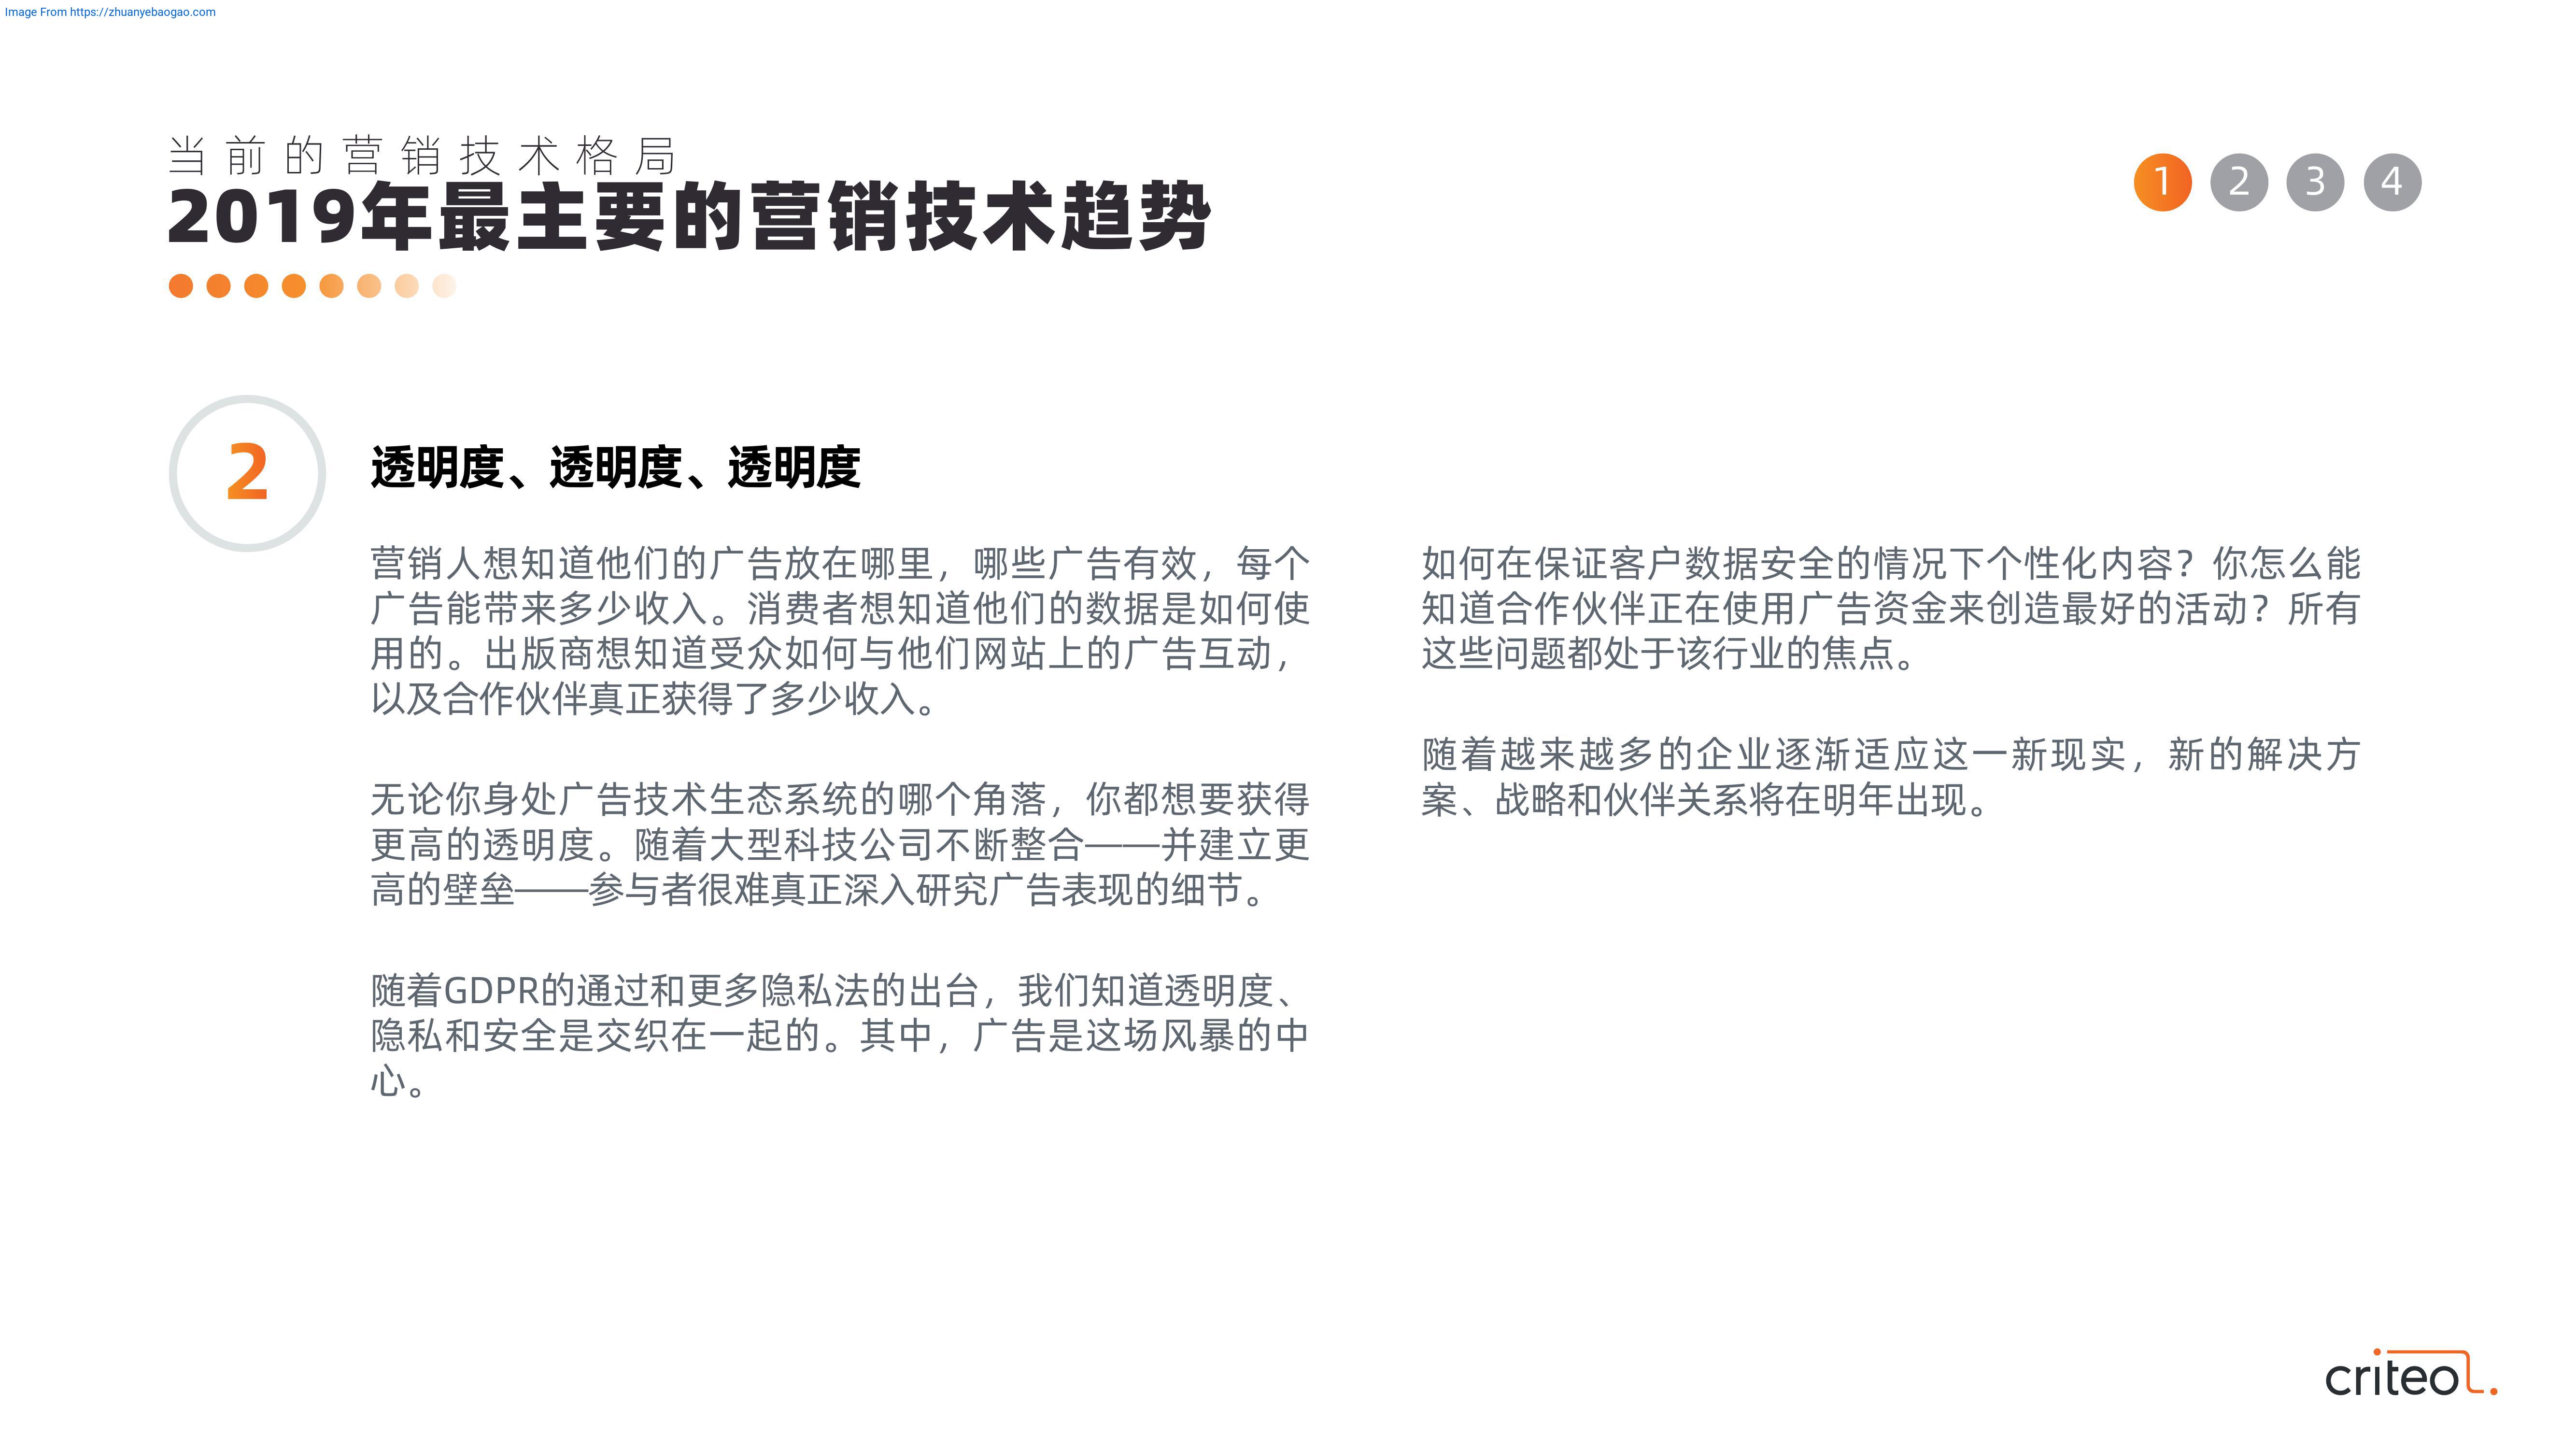 Image From https://zhuanyebaogao.com
当前的营销技术格局
2019年最主要的营销技术趋势
1 2 3 4
2
透明度、透明度、透明度
营销人想知道他们的广告放在哪里，哪些广告有效，每个
广告能带来多少收入。消费者想知道他们的数据是如何使
用的。出版商想知道受众如何与他们网站上的广告互动，
以及合作伙伴真正获得了多少收入。
无论你身处广告技术生态系统的哪个角落，你都想要获得
更高的透明度。随着大型科技公司不断整合——并建立更
高的壁垒——参与者很难真正深入研究广告表现的细节。
随着GDPR的通过和更多隐私法的出台，我们知道透明度、
隐私和安全是交织在一起的。其中，广告是这场风暴的中
心。
如何在保证客户数据安全的情况下个性化内容？你怎么能
知道合作伙伴正在使用广告资金来创造最好的活动？所有
这些问题都处于该行业的焦点。
随着越来越多的企业逐渐适应这一新现实，新的解决方
案、战略和伙伴关系将在明年出现。
criteo